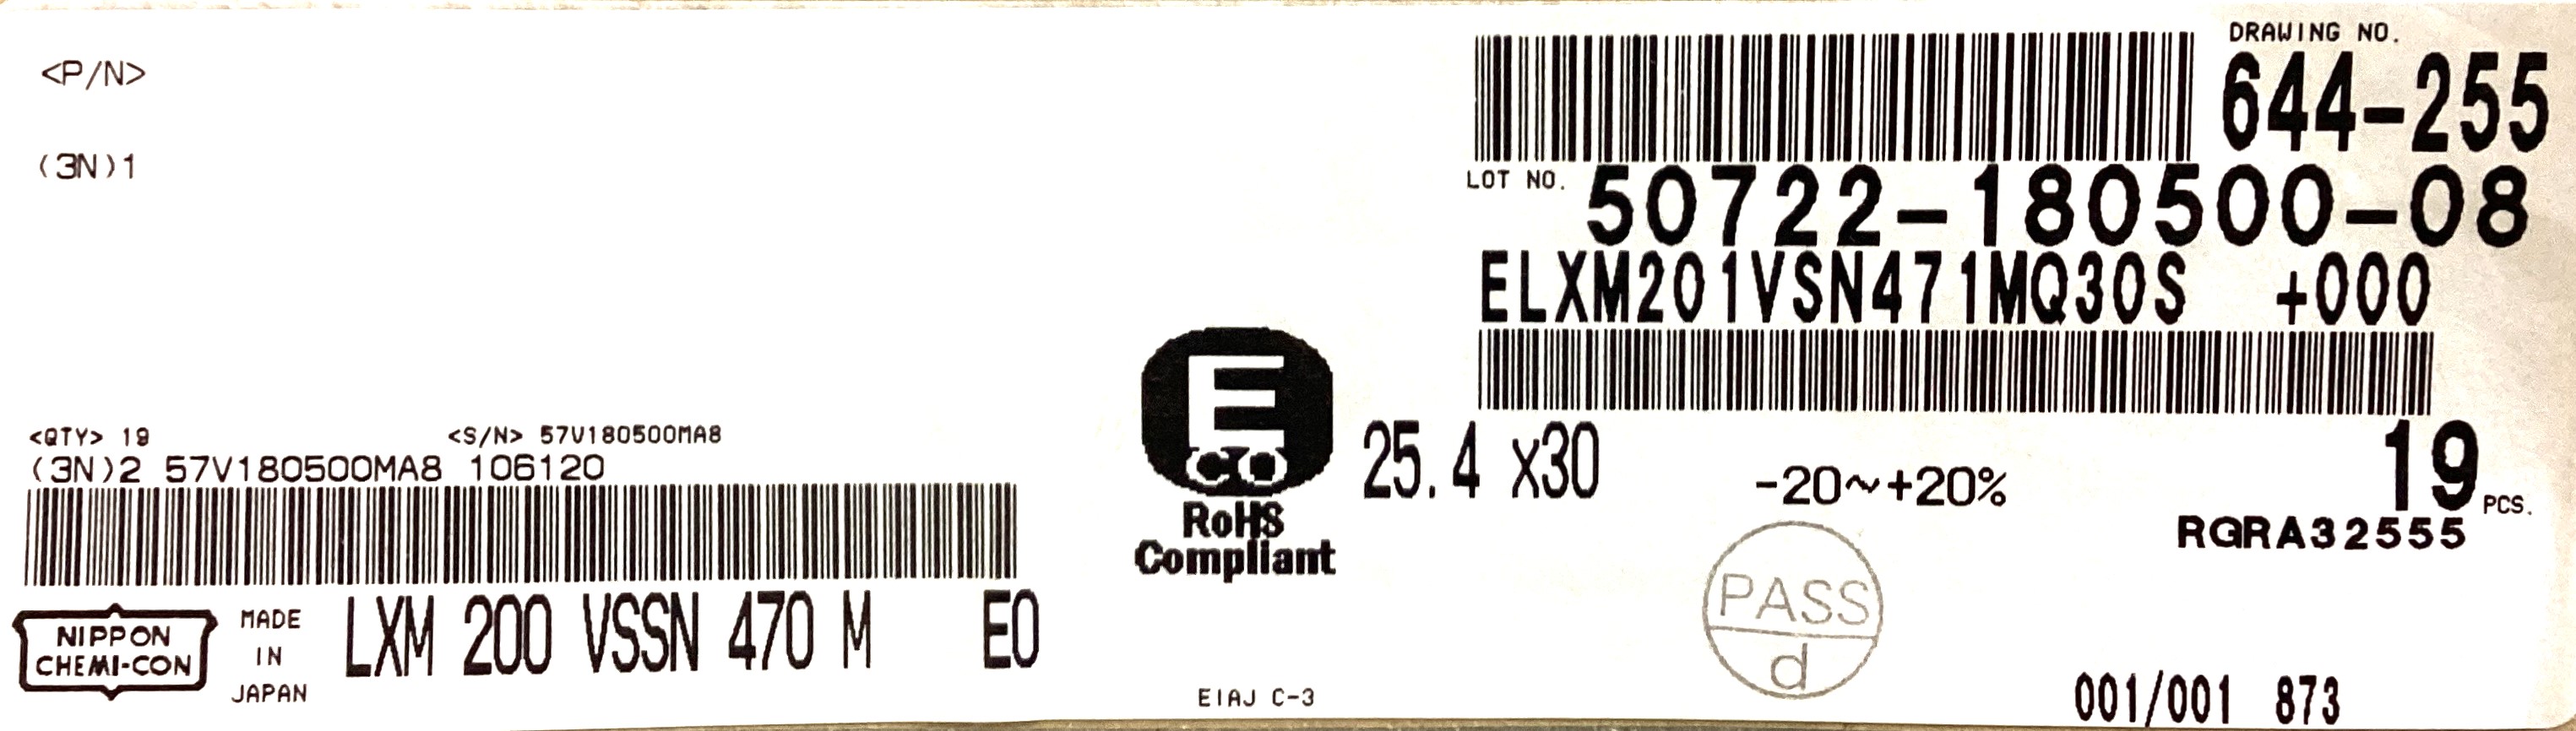 <P/N>
(3N)1
DRAWING NO.
644-255
LOT NO. 50722-180500-08
ELXM201VSN471MQ30S +000
<QTY> 19 <S/N> 57V180500MA8
(3N)2 57V180500MA8 106120
E
co
RoHS
Compliant
25.4 x30 -20~+20% 19 PCS.
RGRA32555
PASS
d
NIPPON
CHEMI-CON
MADE
IN
JAPAN
LXM 200 VSSN 470 M E0
EIAJ C-3
001/001 873